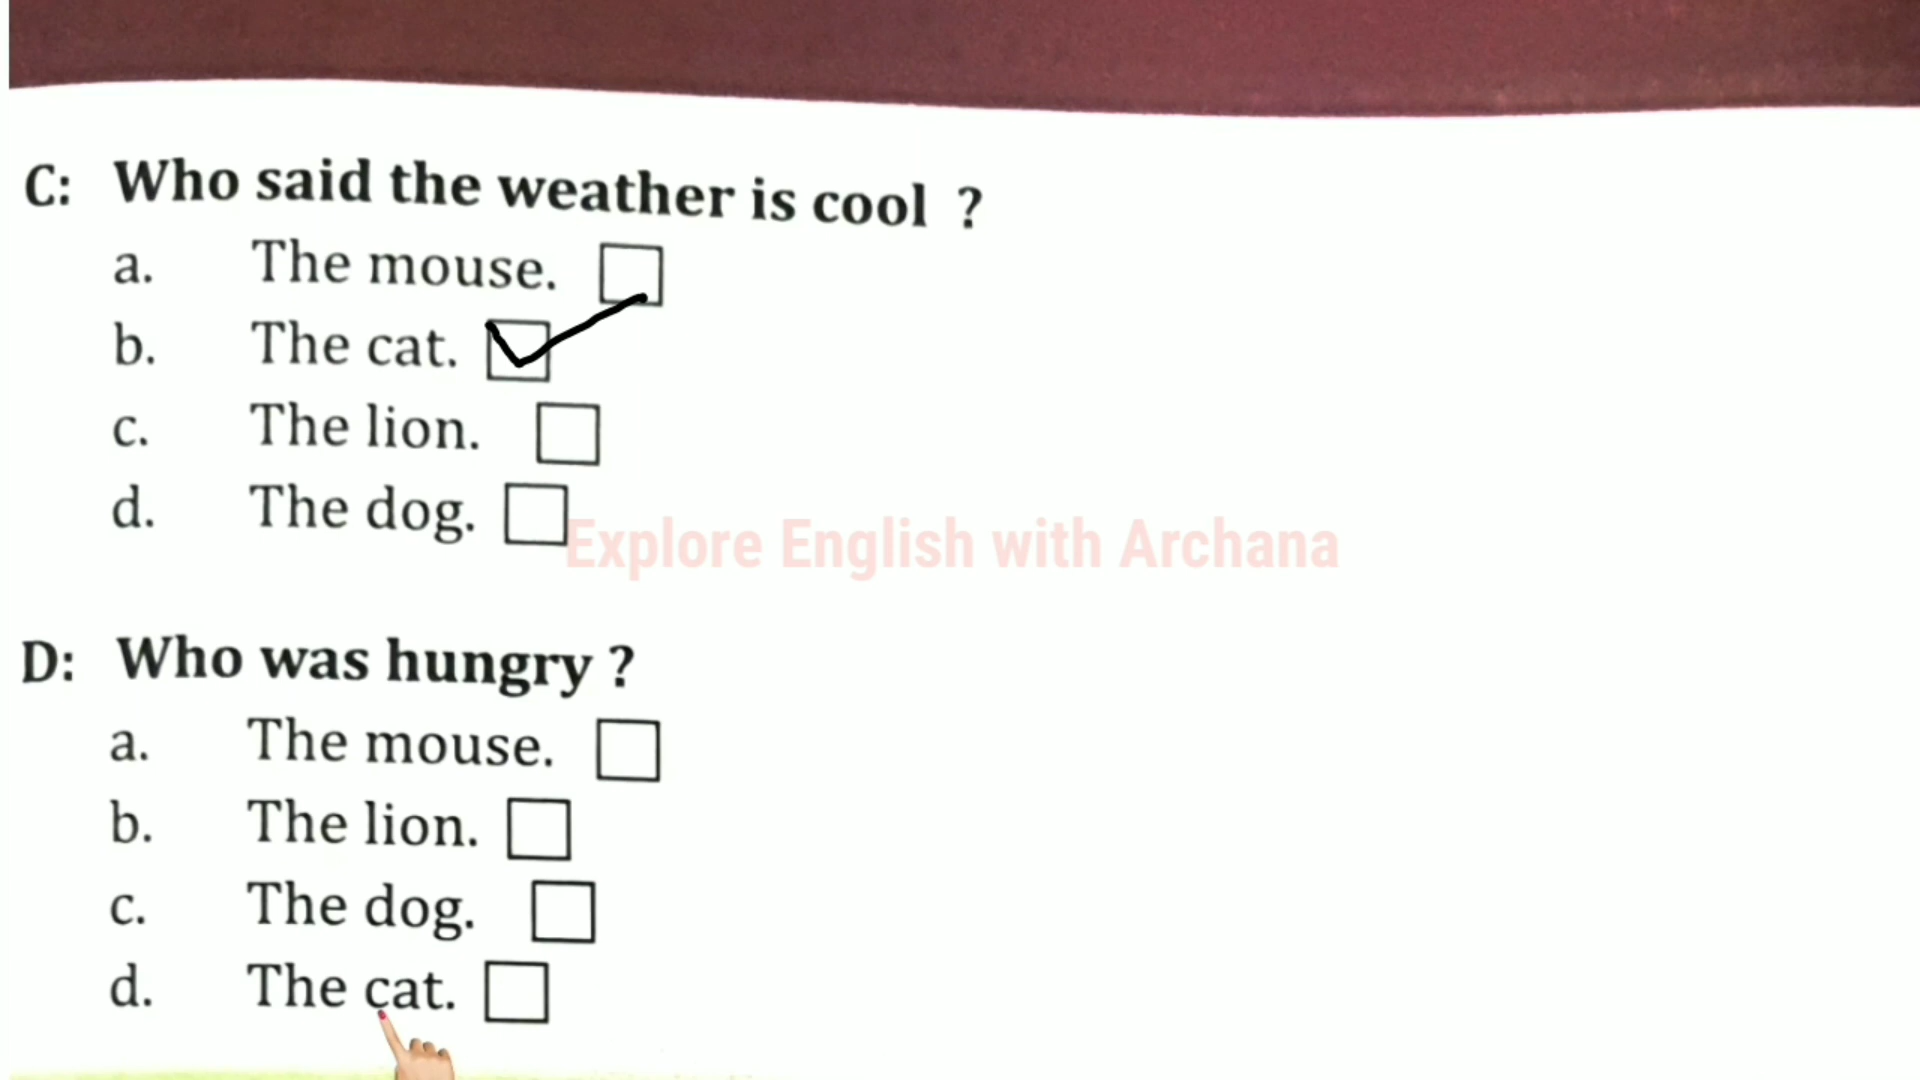 C: Who said the weather is cool ?
a. The mouse.
b. The cat.
c. The lion.
d. The dog.
Explore English with Archana
D: Who was hungry ?
a. The mouse.
b. The lion.
c. The dog.
d. The cat.